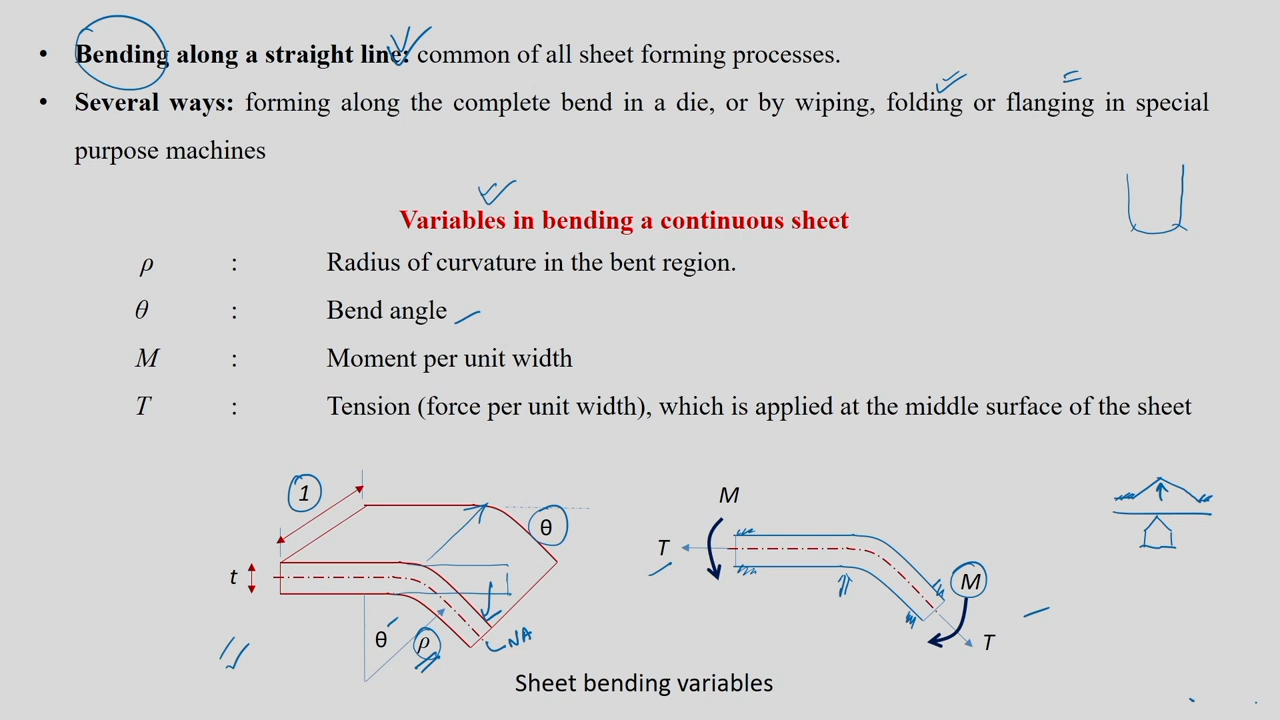 • Bending along a straight line: common of all sheet forming processes.
• Several ways: forming along the complete bend in a die, or by wiping, folding or flanging in special
purpose machines
Variables in bending a continuous sheet
ρ : Radius of curvature in the bent region.
θ : Bend angle
M : Moment per unit width
T : Tension (force per unit width), which is applied at the middle surface of the sheet
1
θ
t
θ
ρ
NA
M
T
M
T
Sheet bending variables